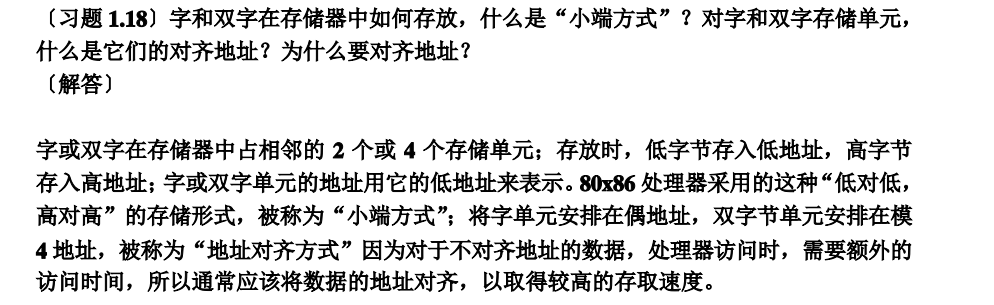 〔习题 1.18〕字和双字在存储器中如何存放，什么是“小端方式”？对字和双字存储单元，
什么是它们的对齐地址？为什么要对齐地址？
〔解答〕
字或双字在存储器中占相邻的 2 个或 4 个存储单元；存放时，低字节存入低地址，高字节
存入高地址；字或双字单元的地址用它的低地址来表示。80x86 处理器采用的这种“低对低，
高对高”的存储形式，被称为“小端方式”；将字单元安排在偶地址，双字节单元安排在模
4 地址，被称为“地址对齐方式”因为对于不对齐地址的数据，处理器访问时，需要额外的
访问时间，所以通常应该将数据的地址对齐，以取得较高的存取速度。